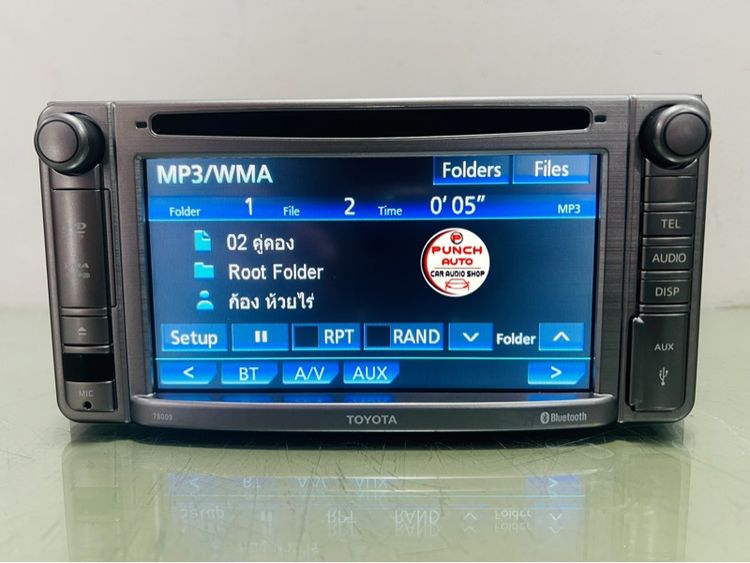 MP3/WMA Folders Files
Folder 1 File 2 Time 0'05" MP3
02 คู่คอง
Root Folder
ก้อง ห้วยไร่
P
PUNCH
AUTO
CAR AUDIO SHOP
Setup RPT RAND Folder
< BT A/V AUX >
TEL
AUDIO
DISP
AUX
MIC
78009 TOYOTA Bluetooth